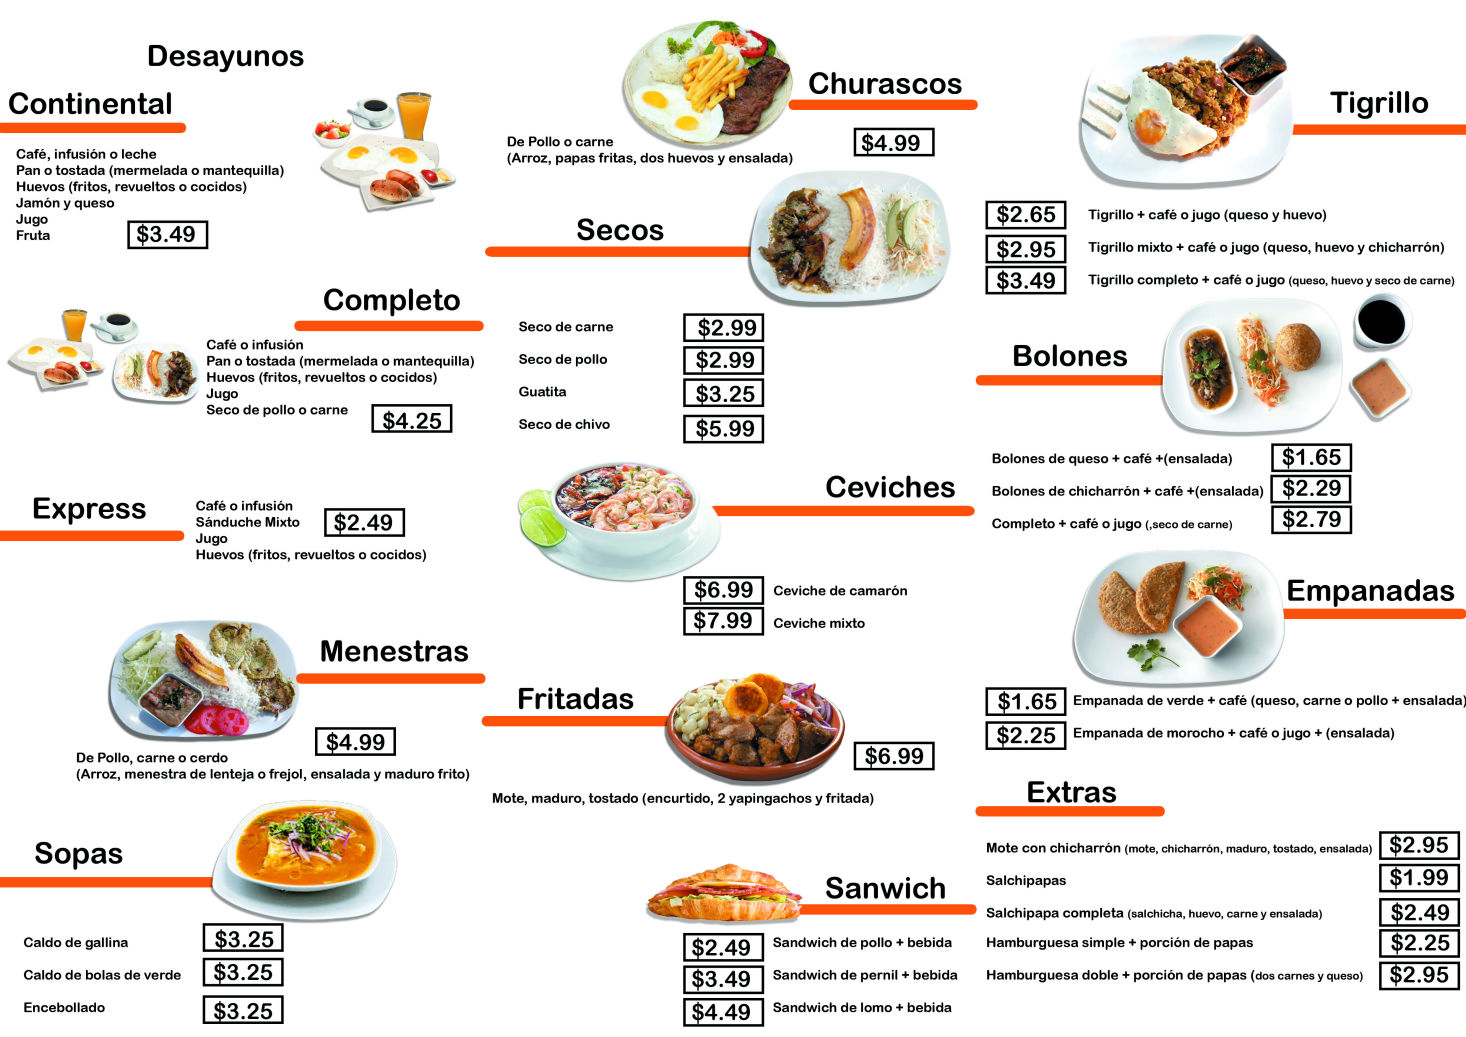 Desayunos
Continental
Café, infusión o leche
Pan o tostada (mermelada o mantequilla)
Huevos (fritos, revueltos o cocidos)
Jamón y queso
Jugo
Fruta
$3.49
Completo
Café o infusión
Pan o tostada (mermelada o mantequilla)
Huevos (fritos, revueltos o cocidos)
Jugo
Seco de pollo o carne
$4.25
Express
Café o infusión
Sánduche Mixto
Jugo
Huevos (fritos, revueltos o cocidos)
$2.49
Menestras
$4.99
De Pollo, carne o cerdo
(Arroz, menestra de lenteja o frejol, ensalada y maduro frito)
Sopas
Caldo de gallina $3.25
Caldo de bolas de verde $3.25
Encebollado $3.25
Churascos
De Pollo o carne
(Arroz, papas fritas, dos huevos y ensalada)
$4.99
Secos
Seco de carne $2.99
Seco de pollo $2.99
Guatita $3.25
Seco de chivo $5.99
Ceviches
$6.99 Ceviche de camarón
$7.99 Ceviche mixto
Fritadas
$6.99
Mote, maduro, tostado (encurtido, 2 yapingachos y fritada)
Sanwich
$2.49 Sandwich de pollo + bebida
$3.49 Sandwich de pernil + bebida
$4.49 Sandwich de lomo + bebida
Tigrillo
$2.65 Tigrillo + café o jugo (queso y huevo)
$2.95 Tigrillo mixto + café o jugo (queso, huevo y chicharrón)
$3.49 Tigrillo completo + café o jugo (queso, huevo y seco de carne)
Bolones
Bolones de queso + café +(ensalada) $1.65
Bolones de chicharrón + café +(ensalada) $2.29
Completo + café o jugo (,seco de carne) $2.79
Empanadas
$1.65 Empanada de verde + café (queso, carne o pollo + ensalada)
$2.25 Empanada de morocho + café o jugo + (ensalada)
Extras
Mote con chicharrón (mote, chicharrón, maduro, tostado, ensalada) $2.95
Salchipapas $1.99
Salchipapa completa (salchicha, huevo, carne y ensalada) $2.49
Hamburguesa simple + porción de papas $2.25
Hamburguesa doble + porción de papas (dos carnes y queso) $2.95